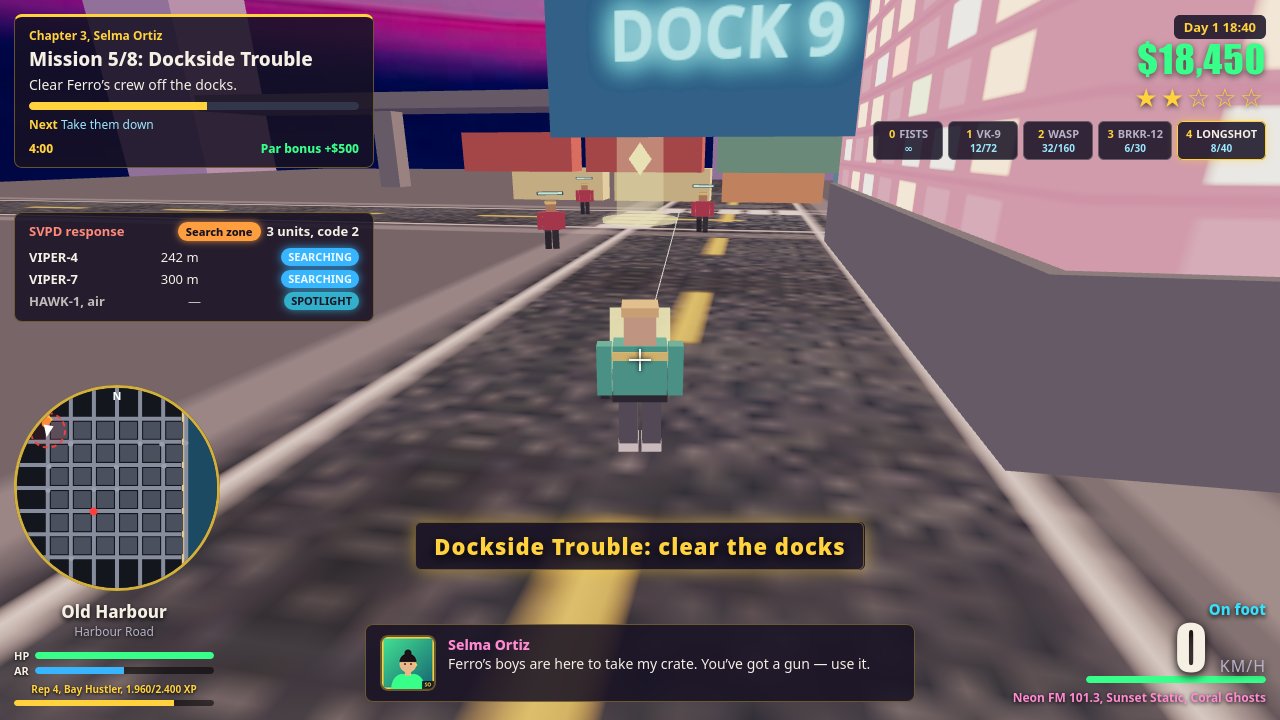 Chapter 3, Selma Ortiz
Mission 5/8: Dockside Trouble
Clear Ferro's crew off the docks.
Next Take them down
4:00 Par bonus +$500
SVPD response Search zone 3 units, code 2
VIPER-4 242 m SEARCHING
VIPER-7 300 m SEARCHING
HAWK-1, air — SPOTLIGHT
DOCK 9
Day 1 18:40
$18,450
0 FISTS 1 VK-9 2 WASP 3 BRKR-12 4 LONGSHOT
∞ 12/72 32/160 6/30 8/40
N
Old Harbour
Harbour Road
HP
AR
Rep 4, Bay Hustler, 1.960/2.400 XP
Dockside Trouble: clear the docks
Selma Ortiz
Ferro's boys are here to take my crate. You've got a gun — use it.
SO
On foot
0 KM/H
Neon FM 101.3, Sunset Static, Coral Ghosts